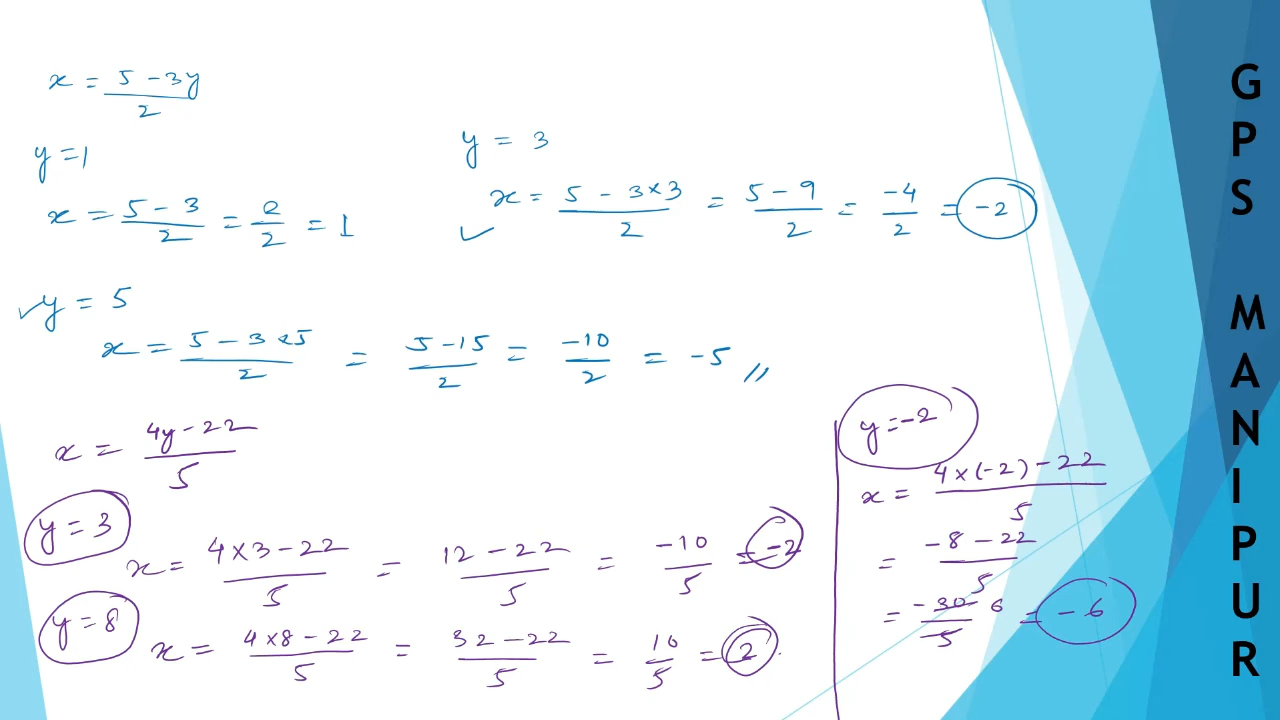 x = 5 - 3y / 2
y = 1
x = 5 - 3 / 2 = 2 / 2 = 1
y = 3
x = 5 - 3 × 3 / 2 = 5 - 9 / 2 = -4 / 2 = -2
✓
✓ y = 5
x = 5 - 3 × 5 / 2 = 5 - 15 / 2 = -10 / 2 = -5 //
x = 4y - 22 / 5
y = 3
x = 4 × 3 - 22 / 5 = 12 - 22 / 5 = -10 / 5 = -2
y = 8
x = 4 × 8 - 22 / 5 = 32 - 22 / 5 = 10 / 5 = 2
y = -2
x = 4 × (-2) - 22 / 5
= -8 - 22 / 5
= -30 6 / 5 = -6
GPS MANIPUR